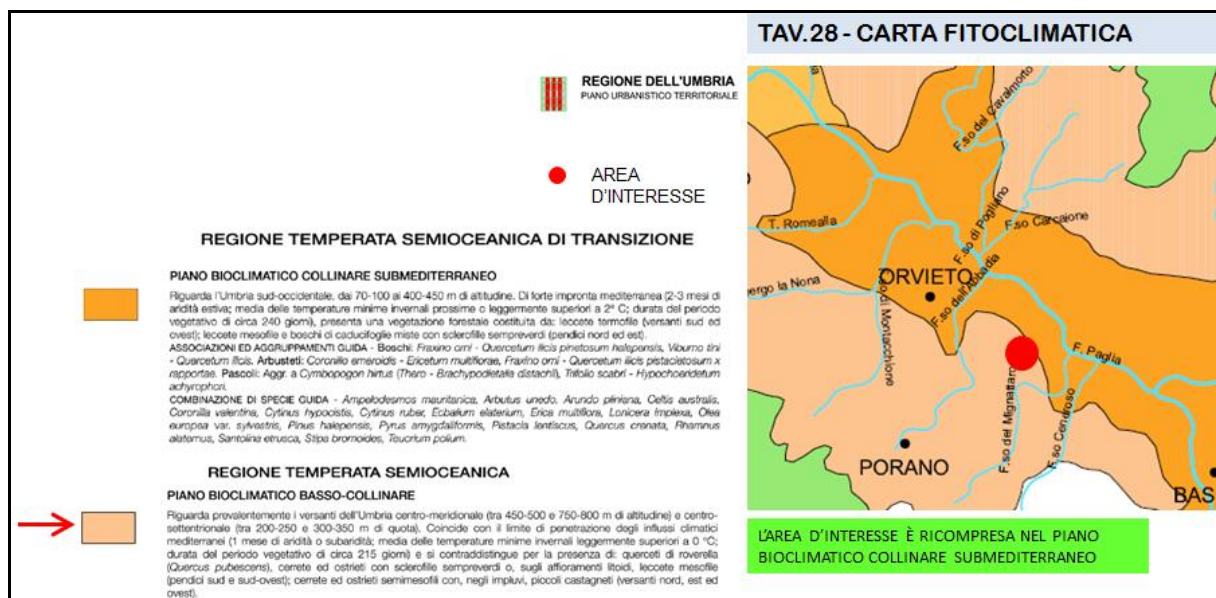 REGIONE DELL'UMBRIA
PIANO URBANISTICO TERRITORIALE
AREA
D'INTERESSE
REGIONE TEMPERATA SEMIOCEANICA DI TRANSIZIONE
PIANO BIOCLIMATICO COLLINARE SUBMEDITERRANEO
Riguarda l'Umbria sud-occidentale, dai 70-100 ai 400-450 m di altitudine. Di forte impronta mediterranea (2-3 mesi di
aridità estiva; media delle temperature minime invernali prossime o leggermente superiori a 2° C; durata del periodo
vegetativo di circa 240 giorni), presenta una vegetazione forestale costituita da: leccete termofile (versanti sud ed
ovest); leccete mesofile e boschi di caducifoglie miste con sclerofille sempreverdi (pendici nord ed est).
ASSOCIAZIONI ED AGGRUPPAMENTI GUIDA - Boschi: Fraxino orni - Quercetum ilicis pinetosum halepensis, Viburno tini
- Quercetum ilicis. Arbusteti: Coronillo emeroidis - Ericetum multiflorae, Fraxino orni - Quercetum ilicis pistacietosum x
rapportae. Pascoli: Aggr. a Cymbopogon hirtus (Thero - Brachypodietalia distachii), Trifolio scabri - Hypochoeridetum
achyrophori.
COMBINAZIONE DI SPECIE GUIDA - Ampelodesmos mauritanica, Arbutus unedo, Arundo pliniana, Celtis australis,
Coronilla valentina, Cytinus hypocistis, Cytinus ruber, Ecballium elaterium, Erica multiflora, Lonicera implexa, Olea
europea var. sylvestris, Pinus halepensis, Pyrus amygdaliformis, Pistacia lentiscus, Quercus crenata, Rhamnus
alaternus, Santolina etrusca, Stipa bromoides, Teucrium polium.
REGIONE TEMPERATA SEMIOCEANICA
PIANO BIOCLIMATICO BASSO-COLLINARE
Riguarda prevalentemente i versanti dell'Umbria centro-meridionale (tra 450-500 e 750-800 m di altitudine) e centro-
settentrionale (tra 200-250 e 300-350 m di quota). Coincide con il limite di penetrazione degli influssi climatici
mediterranei (1 mese di aridità o subaridità; media delle temperature minime invernali leggermente superiori a 0 °C;
durata del periodo vegetativo di circa 215 giorni) e si contraddistingue per la presenza di: querceti di roverella
(Quercus pubescens), cerrete ed ostrieti con sclerofille sempreverdi o, sugli affioramenti litoidi, leccete mesofile
(pendici sud e sud-ovest); cerrete ed ostrieti semimesofili con, negli impluvi, piccoli castagneti (versanti nord, est ed
ovest).
TAV.28 - CARTA FITOCLIMATICA
F.so del Cavalmorto
T. Romealla
F.so di Pogliano
F.so Carcaione
ergo la Nona
ORVIETO
F.so dell'Abbadia
di Monacchione
F. Paglia
F.so del Mignattaro
F.so Cendroso
PORANO
BAS
L'AREA D'INTERESSE È RICOMPRESA NEL PIANO
BIOCLIMATICO COLLINARE SUBMEDITERRANEO